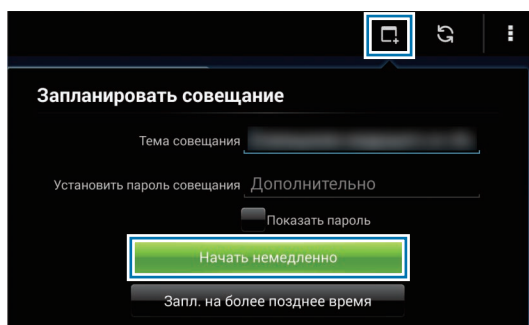 Запланировать совещание
Тема совещания
Установить пароль совещания Дополнительно
Показать пароль
Начать немедленно
Запл. на более позднее время